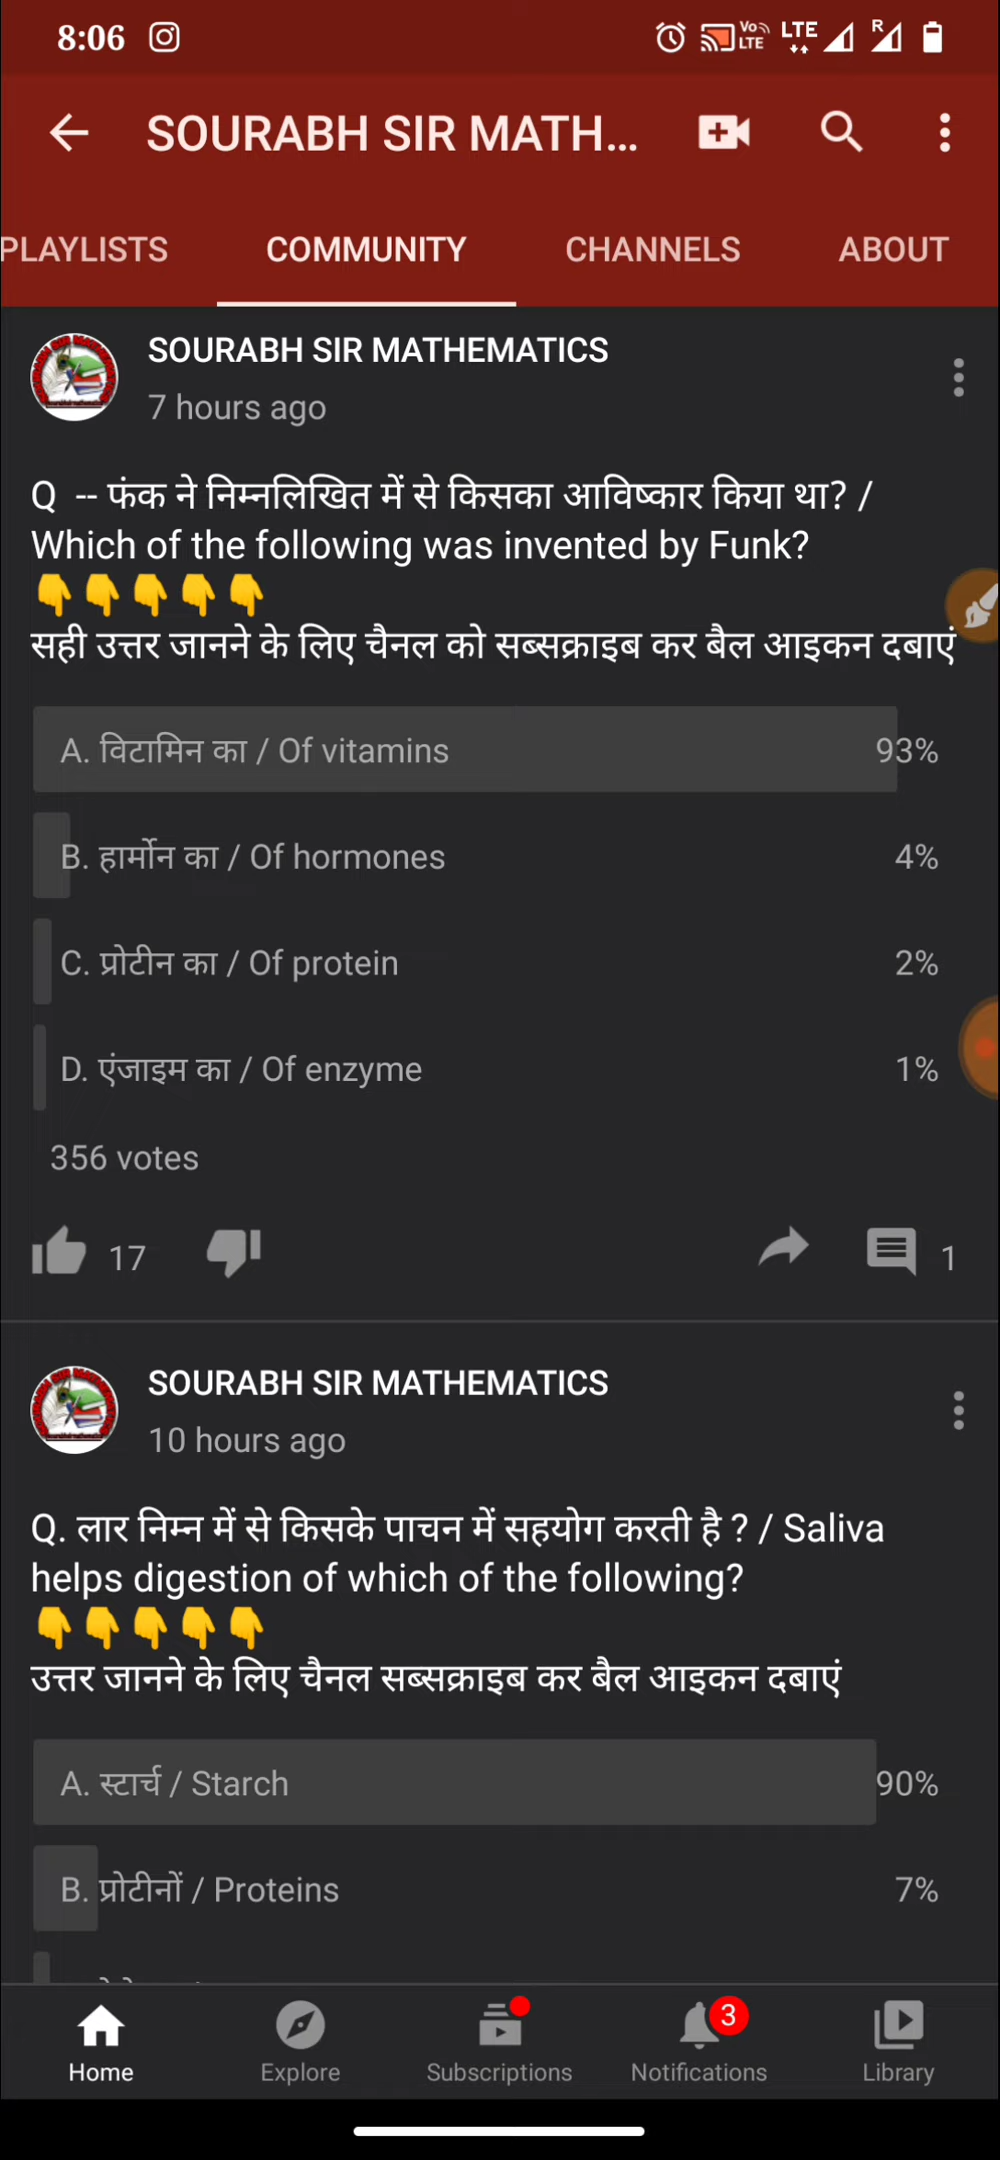 8:06
Vo LTE
LTE
R
SOURABH SIR MATH...
PLAYLISTS COMMUNITY CHANNELS ABOUT
SOURABH SIR MATHEMATICS
7 hours ago
Q -- फंक ने निम्नलिखित में से किसका आविष्कार किया था? /
Which of the following was invented by Funk?
👇👇👇👇👇
सही उत्तर जानने के लिए चैनल को सब्सक्राइब कर बैल आइकन दबाएं
A. विटामिन का / Of vitamins 93%
B. हार्मोन का / Of hormones 4%
C. प्रोटीन का / Of protein 2%
D. एंजाइम का / Of enzyme 1%
356 votes
17 1
SOURABH SIR MATHEMATICS
10 hours ago
Q. लार निम्न में से किसके पाचन में सहयोग करती है ? / Saliva
helps digestion of which of the following?
👇👇👇👇👇
उत्तर जानने के लिए चैनल सब्सक्राइब कर बैल आइकन दबाएं
A. स्टार्च / Starch 90%
B. प्रोटीनों / Proteins 7%
3
Home Explore Subscriptions Notifications Library